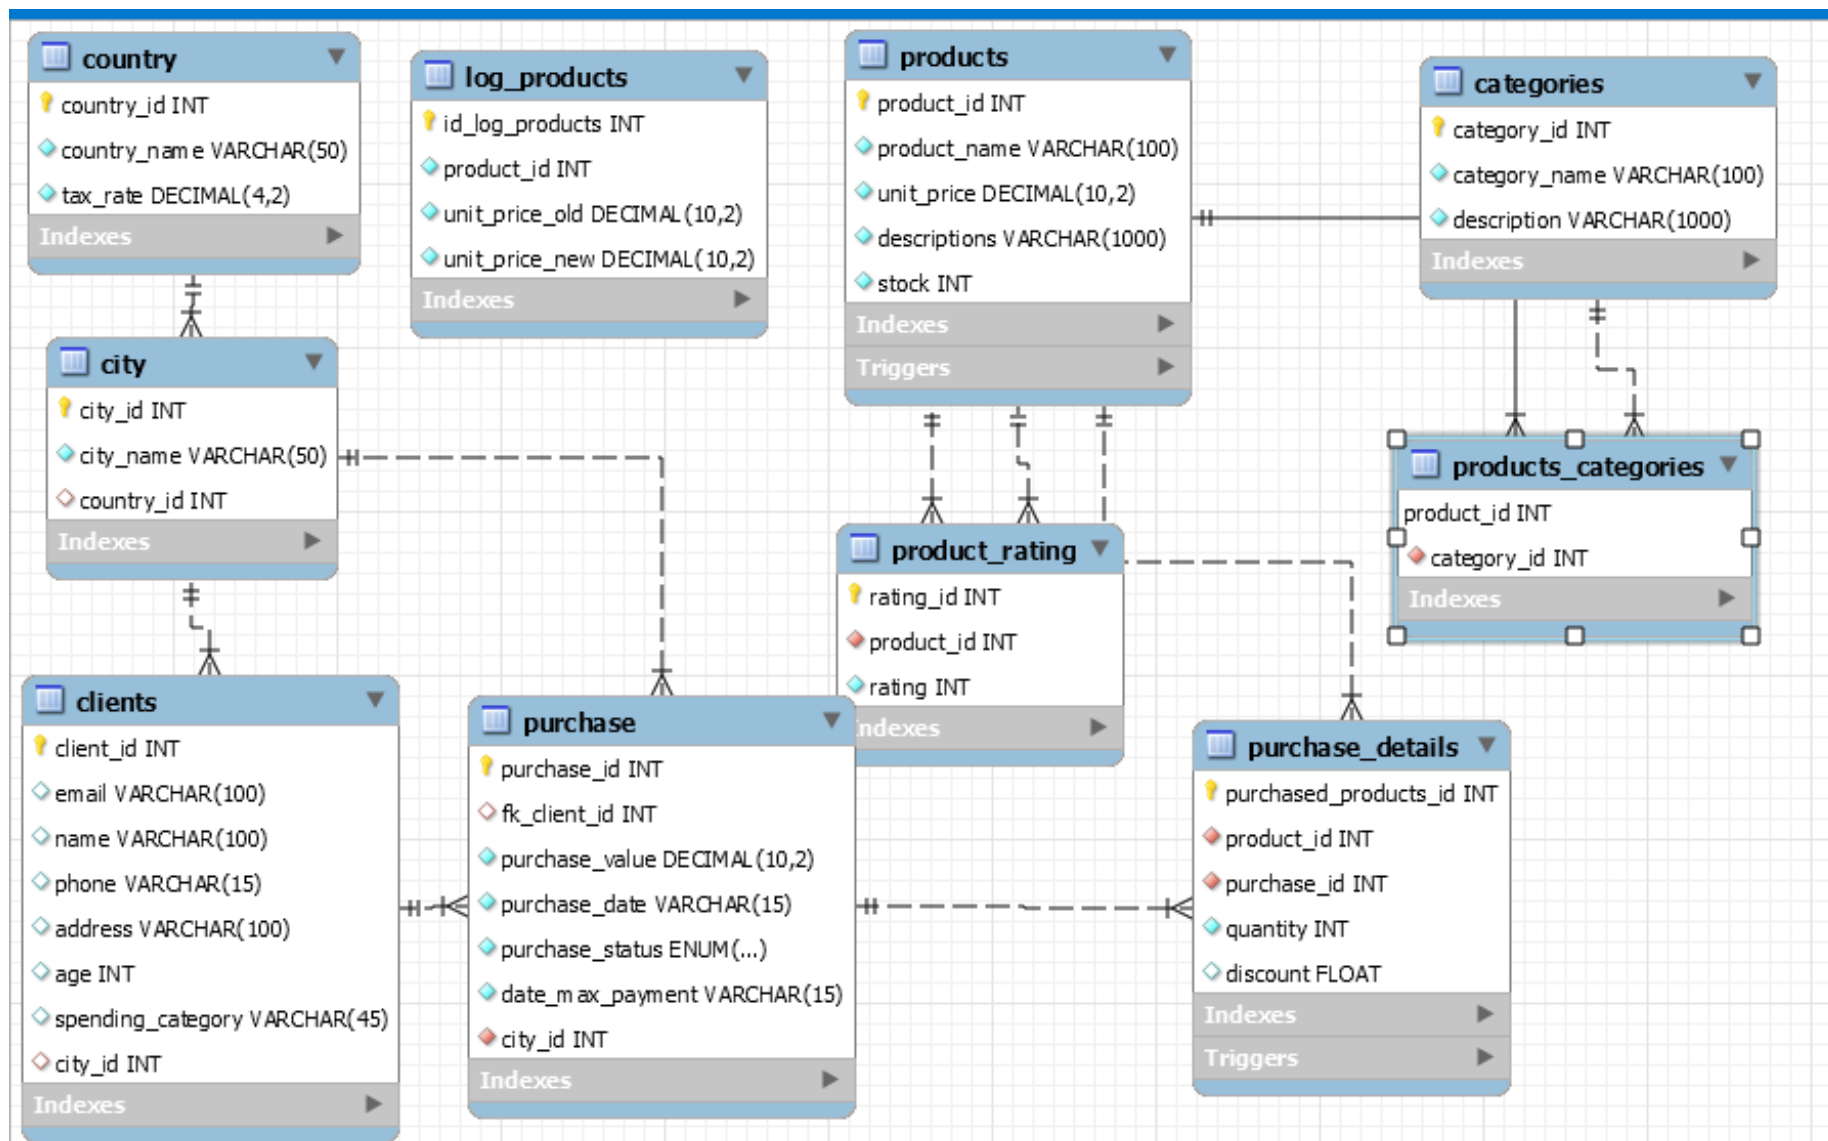 country
country_id INT
country_name VARCHAR(50)
tax_rate DECIMAL(4,2)
Indexes
log_products
id_log_products INT
product_id INT
unit_price_old DECIMAL(10,2)
unit_price_new DECIMAL(10,2)
Indexes
products
product_id INT
product_name VARCHAR(100)
unit_price DECIMAL(10,2)
descriptions VARCHAR(1000)
stock INT
Indexes
Triggers
categories
category_id INT
category_name VARCHAR(100)
description VARCHAR(1000)
Indexes
city
city_id INT
city_name VARCHAR(50)
country_id INT
Indexes
products_categories
product_id INT
category_id INT
Indexes
product_rating
rating_id INT
product_id INT
rating INT
Indexes
clients
client_id INT
email VARCHAR(100)
name VARCHAR(100)
phone VARCHAR(15)
address VARCHAR(100)
age INT
spending_category VARCHAR(45)
city_id INT
Indexes
purchase
purchase_id INT
fk_client_id INT
purchase_value DECIMAL(10,2)
purchase_date VARCHAR(15)
purchase_status ENUM(...)
date_max_payment VARCHAR(15)
city_id INT
Indexes
purchase_details
purchased_products_id INT
product_id INT
purchase_id INT
quantity INT
discount FLOAT
Indexes
Triggers